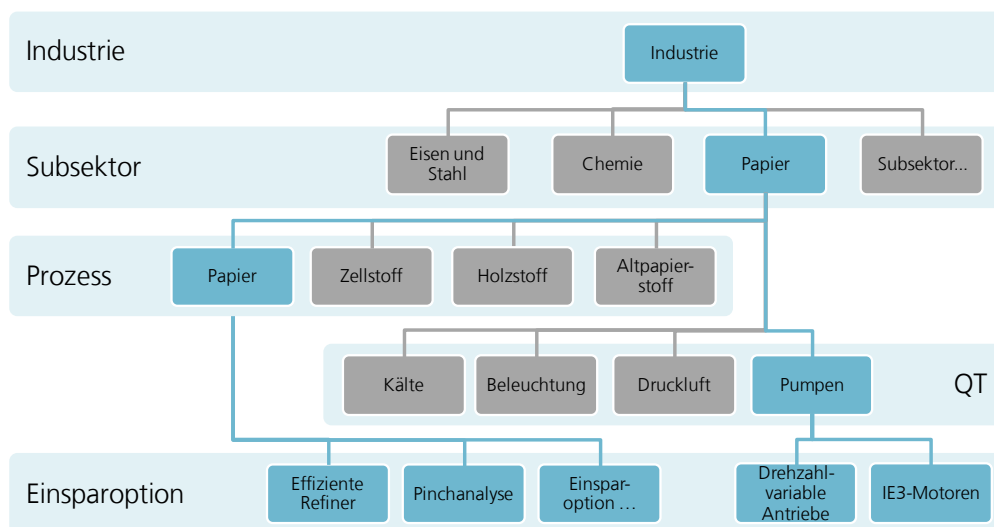 Industrie
Industrie
Subsektor
Eisen und
Stahl
Chemie
Papier
Subsektor...
Prozess
Papier
Zellstoff
Holzstoff
Altpapier-
stoff
Kälte
Beleuchtung
Druckluft
Pumpen
QT
Einsparoption
Effiziente
Refiner
Pinchanalyse
Einspar-
option ...
Drehzahl-
variable
Antriebe
IE3-Motoren